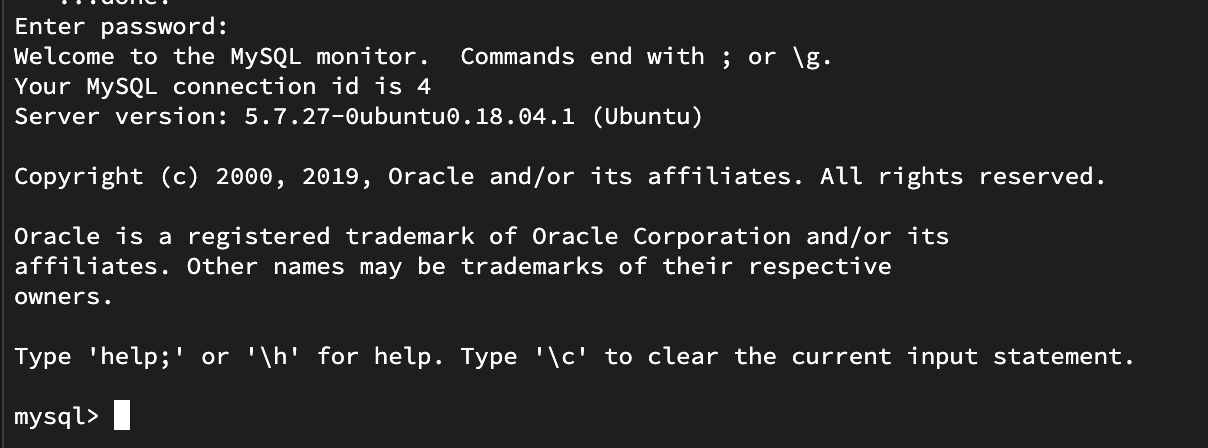 ...done.
Enter password:
Welcome to the MySQL monitor.  Commands end with ; or \g.
Your MySQL connection id is 4
Server version: 5.7.27-0ubuntu0.18.04.1 (Ubuntu)
Copyright (c) 2000, 2019, Oracle and/or its affiliates. All rights reserved.
Oracle is a registered trademark of Oracle Corporation and/or its
affiliates. Other names may be trademarks of their respective
owners.
Type 'help;' or '\h' for help. Type '\c' to clear the current input statement.
mysql>